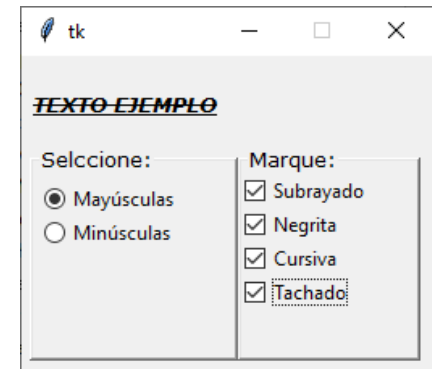 tk
TEXTO EJEMPLO
Selccione:
Mayúsculas
Minúsculas
Marque:
Subrayado
Negrita
Cursiva
Tachado